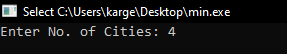 Select C:\Users\karge\Desktop\min.exe
Enter No. of Cities: 4